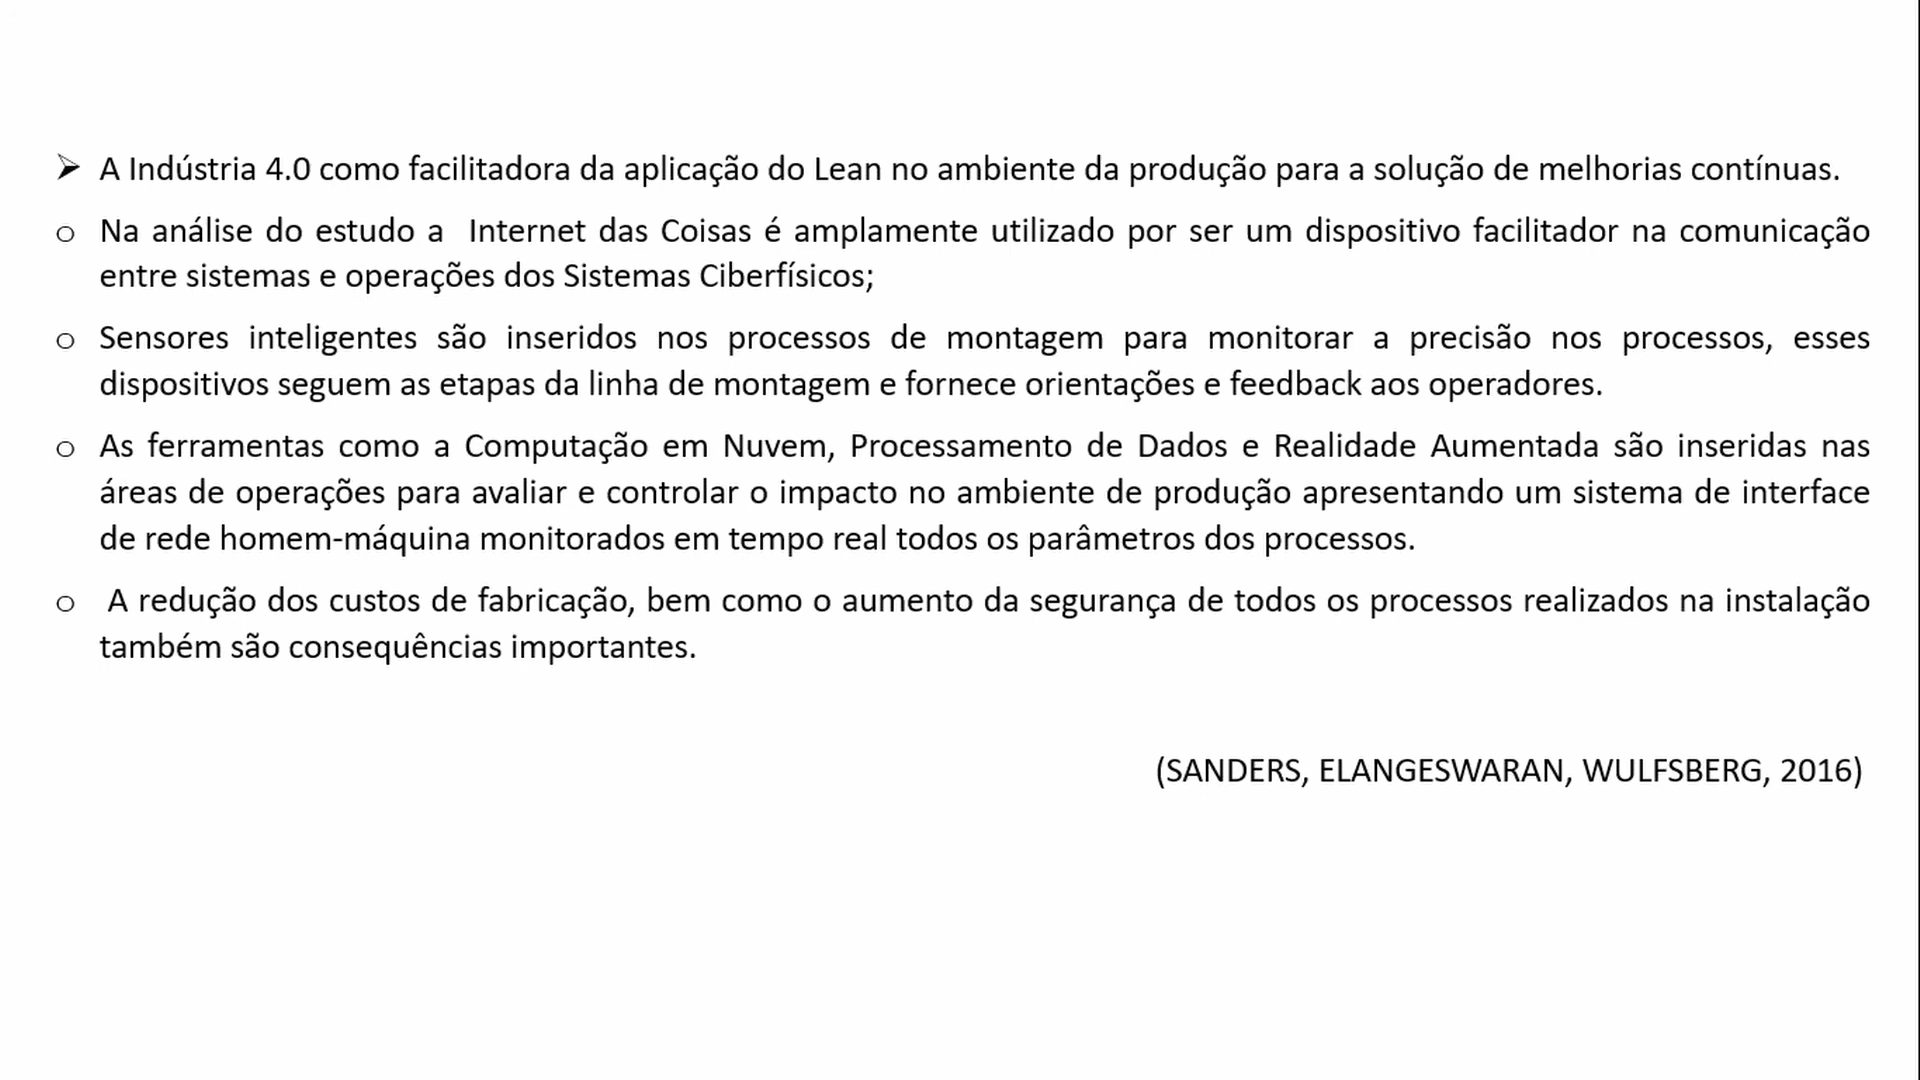 ➢ A Indústria 4.0 como facilitadora da aplicação do Lean no ambiente da produção para a solução de melhorias contínuas.
o Na análise do estudo a  Internet das Coisas é amplamente utilizado por ser um dispositivo facilitador na comunicação
entre sistemas e operações dos Sistemas Ciberfísicos;
o Sensores inteligentes são inseridos nos processos de montagem para monitorar a precisão nos processos, esses
dispositivos seguem as etapas da linha de montagem e fornece orientações e feedback aos operadores.
o As ferramentas como a Computação em Nuvem, Processamento de Dados e Realidade Aumentada são inseridas nas
áreas de operações para avaliar e controlar o impacto no ambiente de produção apresentando um sistema de interface
de rede homem-máquina monitorados em tempo real todos os parâmetros dos processos.
o A redução dos custos de fabricação, bem como o aumento da segurança de todos os processos realizados na instalação
também são consequências importantes.
(SANDERS, ELANGESWARAN, WULFSBERG, 2016)